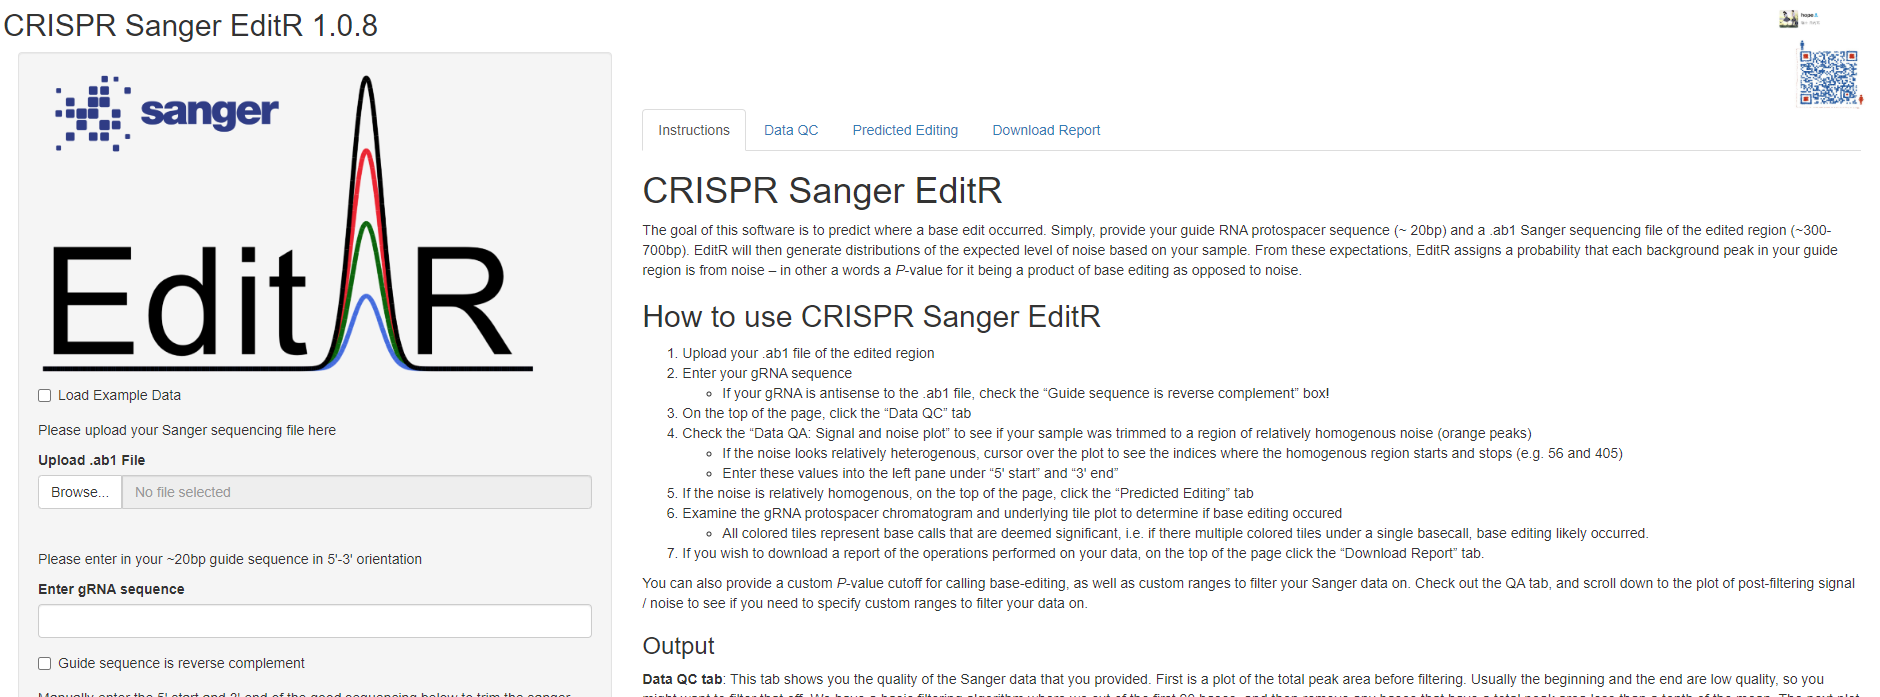 CRISPR Sanger EditR 1.0.8
sanger
EditR
Load Example Data
Please upload your Sanger sequencing file here
Upload .ab1 File
Browse... No file selected
Please enter in your ~20bp guide sequence in 5'-3' orientation
Enter gRNA sequence
Guide sequence is reverse complement
Manually enter the 5' start and 3' end of the good sequencing below to trim the sanger
Instructions Data QC Predicted Editing Download Report
CRISPR Sanger EditR
The goal of this software is to predict where a base edit occurred. Simply, provide your guide RNA protospacer sequence (~ 20bp) and a .ab1 Sanger sequencing file of the edited region (~300-
700bp). EditR will then generate distributions of the expected level of noise based on your sample. From these expectations, EditR assigns a probability that each background peak in your guide
region is from noise – in other a words a P-value for it being a product of base editing as opposed to noise.
How to use CRISPR Sanger EditR
1. Upload your .ab1 file of the edited region
2. Enter your gRNA sequence
If your gRNA is antisense to the .ab1 file, check the “Guide sequence is reverse complement” box!
3. On the top of the page, click the “Data QC” tab
4. Check the “Data QA: Signal and noise plot” to see if your sample was trimmed to a region of relatively homogenous noise (orange peaks)
If the noise looks relatively heterogenous, cursor over the plot to see the indices where the homogenous region starts and stops (e.g. 56 and 405)
Enter these values into the left pane under “5' start” and “3' end”
5. If the noise is relatively homogenous, on the top of the page, click the “Predicted Editing” tab
6. Examine the gRNA protospacer chromatogram and underlying tile plot to determine if base editing occured
All colored tiles represent base calls that are deemed significant, i.e. if there multiple colored tiles under a single basecall, base editing likely occurred.
7. If you wish to download a report of the operations performed on your data, on the top of the page click the “Download Report” tab.
You can also provide a custom P-value cutoff for calling base-editing, as well as custom ranges to filter your Sanger data on. Check out the QA tab, and scroll down to the plot of post-filtering signal
/ noise to see if you need to specify custom ranges to filter your data on.
Output
Data QC tab: This tab shows you the quality of the Sanger data that you provided. First is a plot of the total peak area before filtering. Usually the beginning and the end are low quality, so you